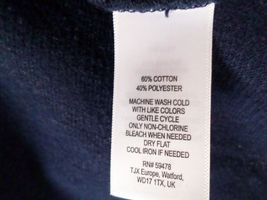 60% COTTON
40% POLYESTER
MACHINE WASH COLD
WITH LIKE COLORS
GENTLE CYCLE
ONLY NON-CHLORINE
BLEACH WHEN NEEDED
DRY FLAT
COOL IRON IF NEEDED
RN# 59478
TJX Europe, Watford,
WD17 1TX, UK